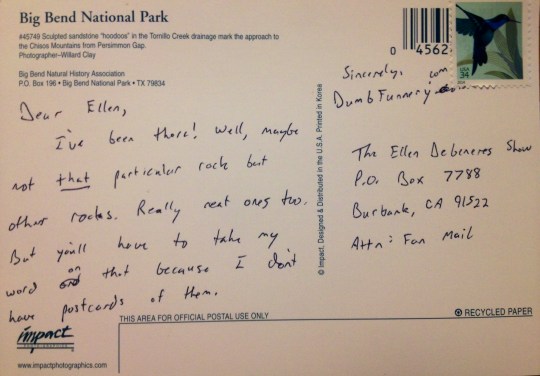 Big Bend National Park
#45749 Sculpted sandstone "hoodoos" in the Tornillo Creek drainage mark the approach to
the Chisos Mountains from Persimmon Gap.
Photographer–Willard Clay
Big Bend Natural History Association
P.O. Box 196 • Big Bend National Park • TX 79834
Dear Ellen,
I've been there! Well, maybe
not that particular rock but
other rocks. Really neat ones too.
But you'll have to take my
word on that because I don't
have postcards of them.
impact
www.impactphotographics.com
© Impact, Designed & Distributed in the U.S.A. Printed in Korea
0 4562
USA
34
Sincerely,
DumbFunnery.com
The Ellen Degeneres Show
P.O. Box 7788
Burbank, CA 91522
Attn: Fan Mail
THIS AREA FOR OFFICIAL POSTAL USE ONLY
RECYCLED PAPER